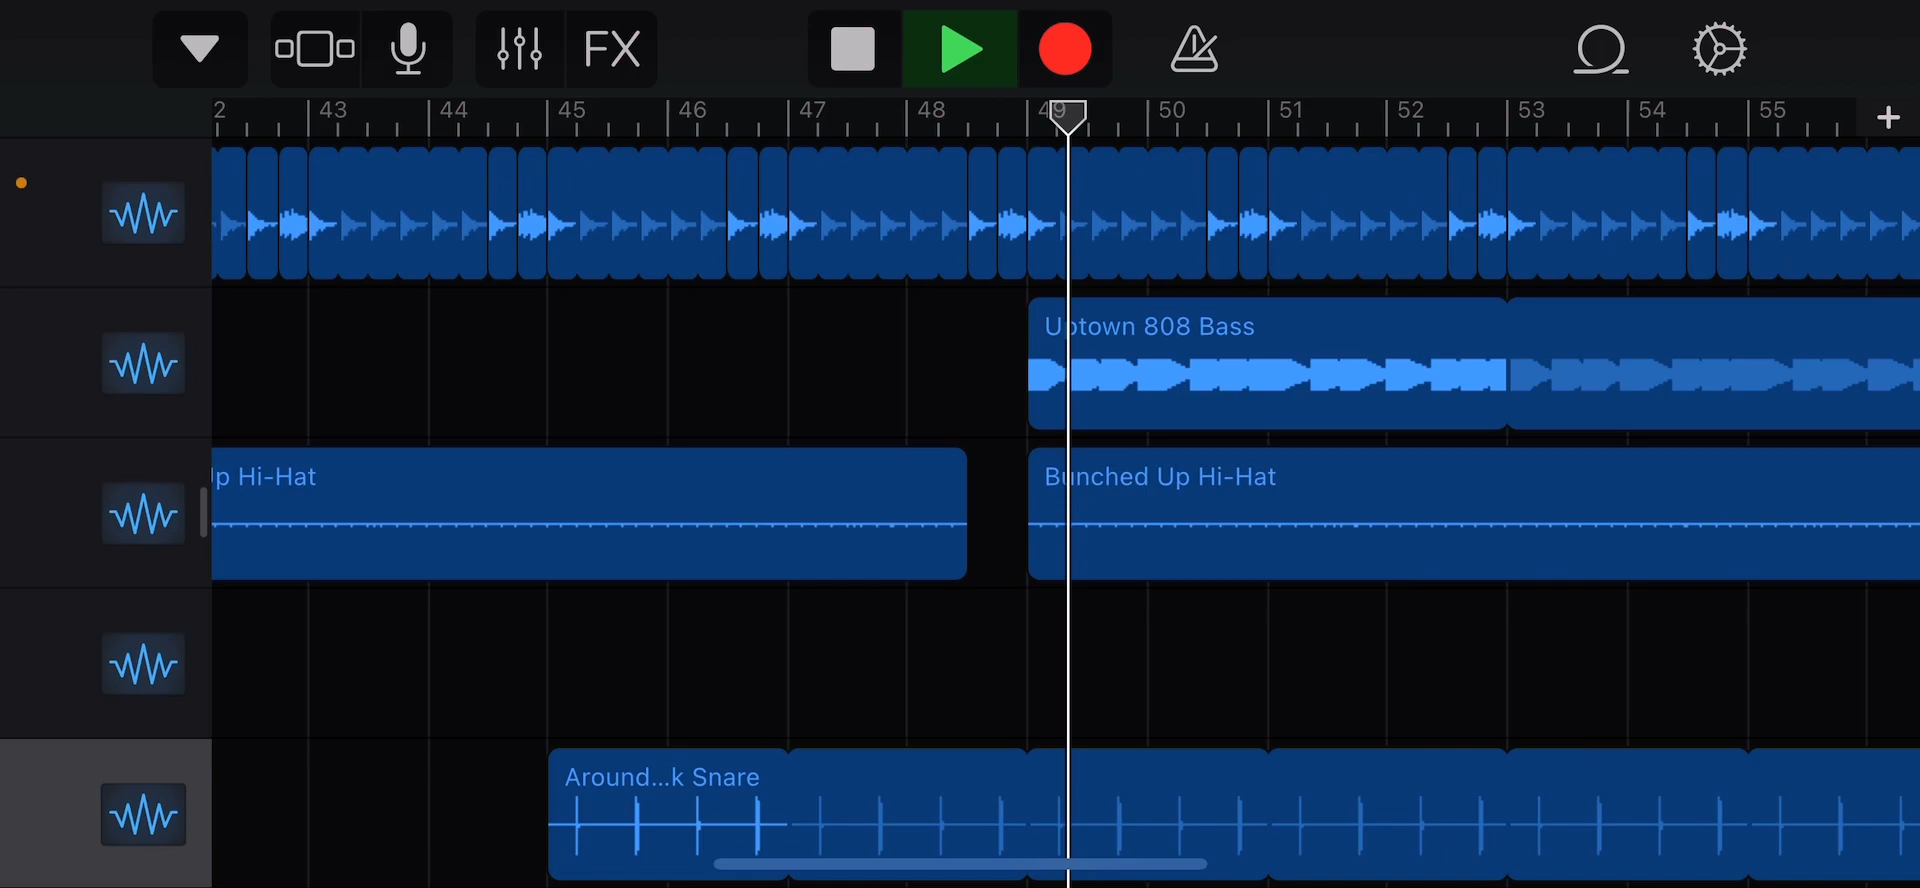 FX
2 43 44 45 46 47 48 49 50 51 52 53 54 55 +
Uptown 808 Bass
Jp Hi-Hat
Bunched Up Hi-Hat
Around...k Snare